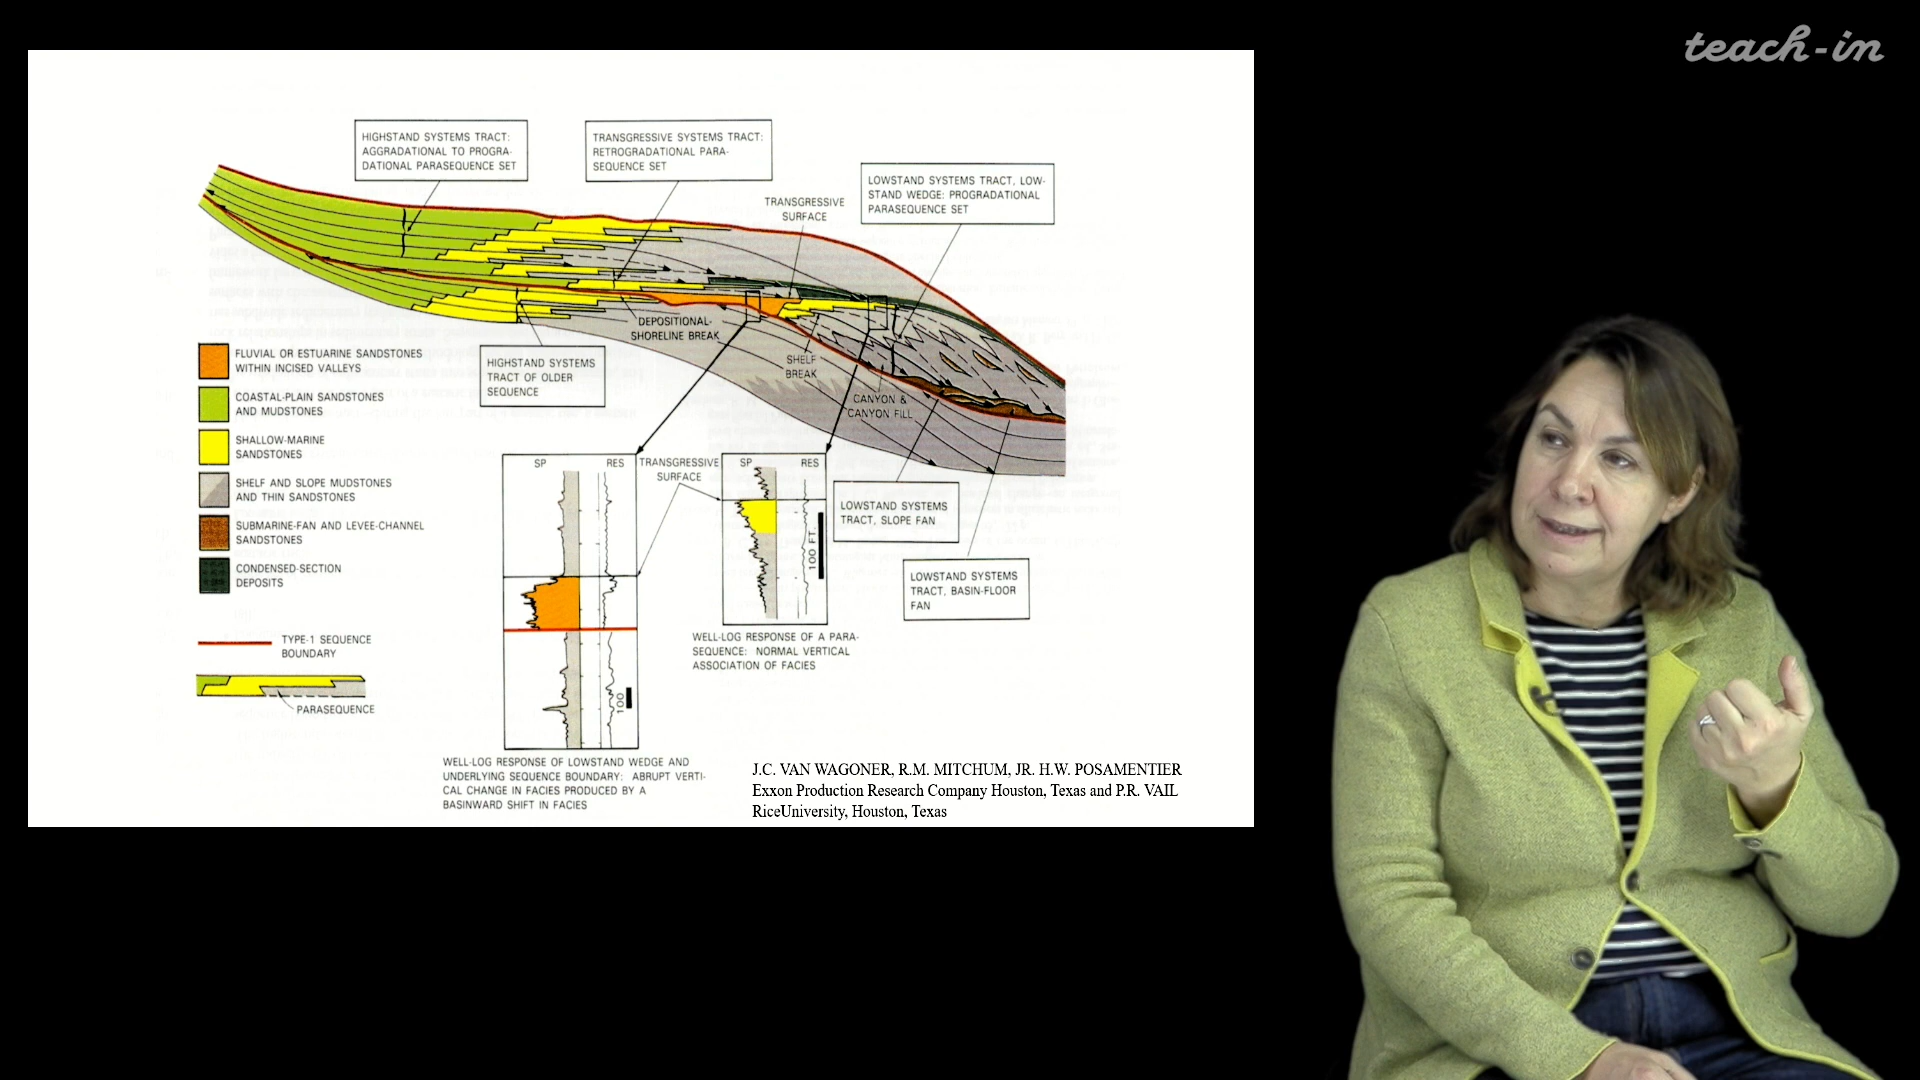 teach-in
HIGHSTAND SYSTEMS TRACT:
AGGRADATIONAL TO PROGRA-
DATIONAL PARASEQUENCE SET
TRANSGRESSIVE SYSTEMS TRACT:
RETROGRADATIONAL PARA-
SEQUENCE SET
LOWSTAND SYSTEMS TRACT, LOW-
STAND WEDGE: PROGRADATIONAL
PARASEQUENCE SET
TRANSGRESSIVE
SURFACE
DEPOSITIONAL-
SHORELINE BREAK
SHELF
BREAK
CANYON &
CANYON FILL
HIGHSTAND SYSTEMS
TRACT OF OLDER
SEQUENCE
FLUVIAL OR ESTUARINE SANDSTONES
WITHIN INCISED VALLEYS
COASTAL-PLAIN SANDSTONES
AND MUDSTONES
SHALLOW-MARINE
SANDSTONES
SHELF AND SLOPE MUDSTONES
AND THIN SANDSTONES
SUBMARINE-FAN AND LEVEE-CHANNEL
SANDSTONES
CONDENSED-SECTION
DEPOSITS
TYPE-1 SEQUENCE
BOUNDARY
PARASEQUENCE
SP
RES
100
TRANSGRESSIVE
SURFACE
SP
RES
100 FT.
LOWSTAND SYSTEMS
TRACT, SLOPE FAN
LOWSTAND SYSTEMS
TRACT, BASIN-FLOOR
FAN
WELL-LOG RESPONSE OF A PARA-
SEQUENCE: NORMAL VERTICAL
ASSOCIATION OF FACIES
WELL-LOG RESPONSE OF LOWSTAND WEDGE AND
UNDERLYING SEQUENCE BOUNDARY: ABRUPT VERTI-
CAL CHANGE IN FACIES PRODUCED BY A
BASINWARD SHIFT IN FACIES
J.C. VAN WAGONER, R.M. MITCHUM, JR. H.W. POSAMENTIER
Exxon Production Research Company Houston, Texas and P.R. VAIL
RiceUniversity, Houston, Texas